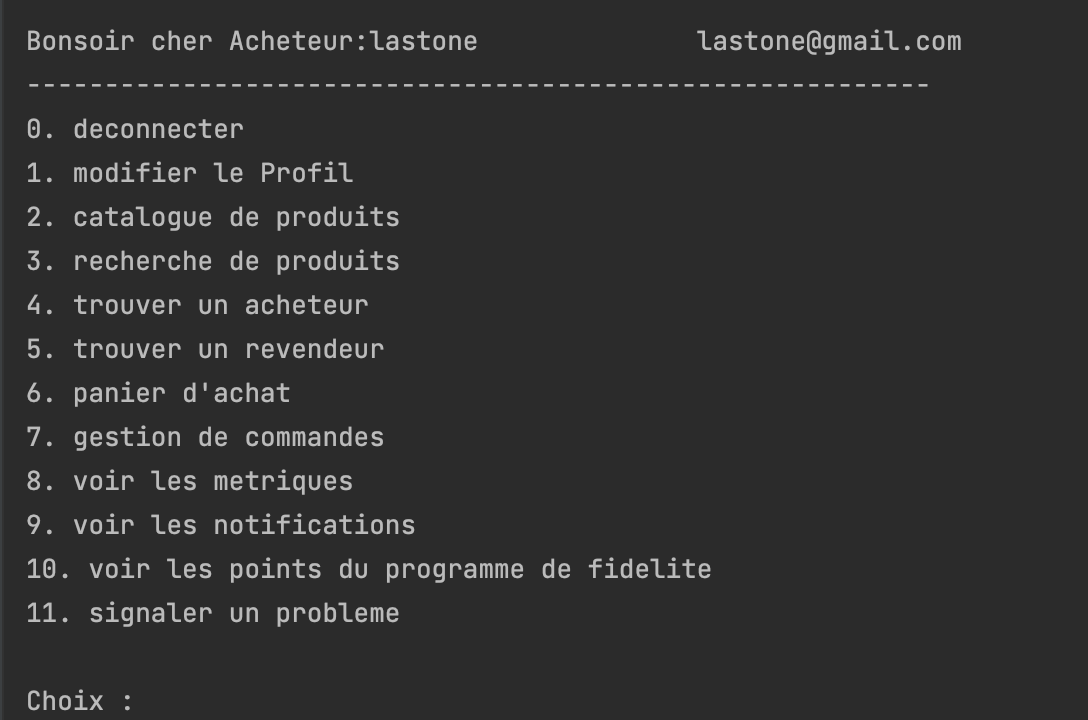 Bonsoir cher Acheteur:lastone lastone@gmail.com
----------------------------------------------------------
0. deconnecter
1. modifier le Profil
2. catalogue de produits
3. recherche de produits
4. trouver un acheteur
5. trouver un revendeur
6. panier d'achat
7. gestion de commandes
8. voir les metriques
9. voir les notifications
10. voir les points du programme de fidelite
11. signaler un probleme
Choix :